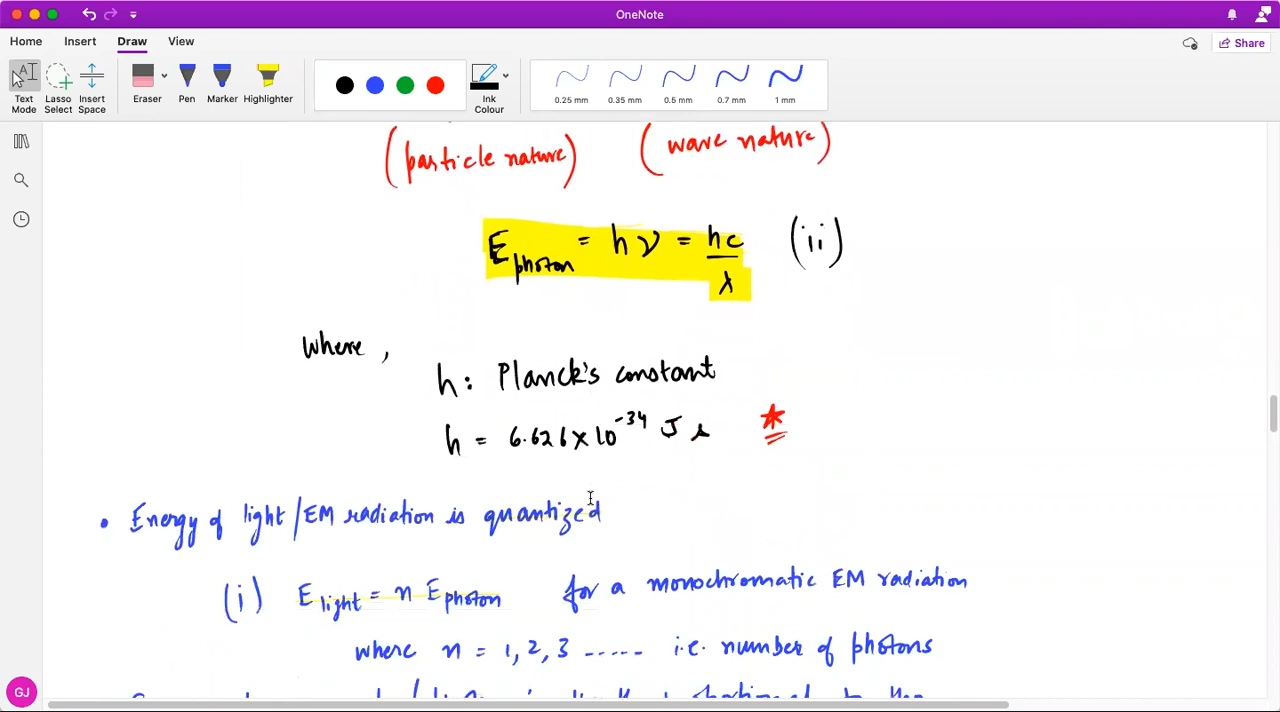 OneNote
Home Insert Draw View
Share
Text Mode
Lasso Select
Insert Space
Eraser
Pen
Marker
Highlighter
Ink Colour
0.25 mm 0.35 mm 0.5 mm 0.7 mm 1 mm
(particle nature) (wave nature)
E photon = hν = hc/λ (ii)
Where,
h: Planck's constant
h = 6.626×10⁻³⁴ J s *
• Energy of light/EM radiation is quantized
(i) E light = n E photon for a monochromatic EM radiation
where n = 1, 2, 3 ..... i.e. number of photons
GJ